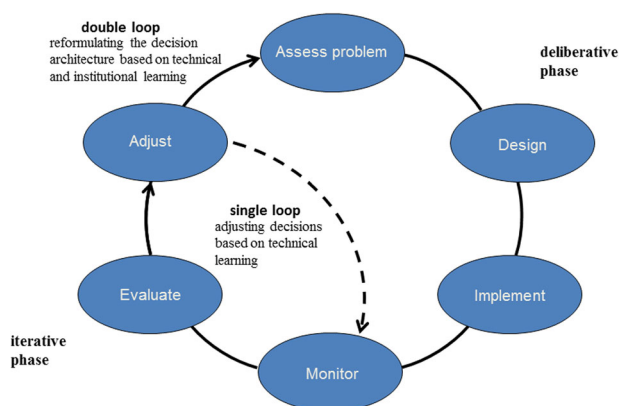 double loop
reformulating the decision
architecture based on technical
and institutional learning
Assess problem
deliberative
phase
Adjust
Design
single loop
adjusting decisions
based on technical
learning
Evaluate
Implement
iterative
phase
Monitor